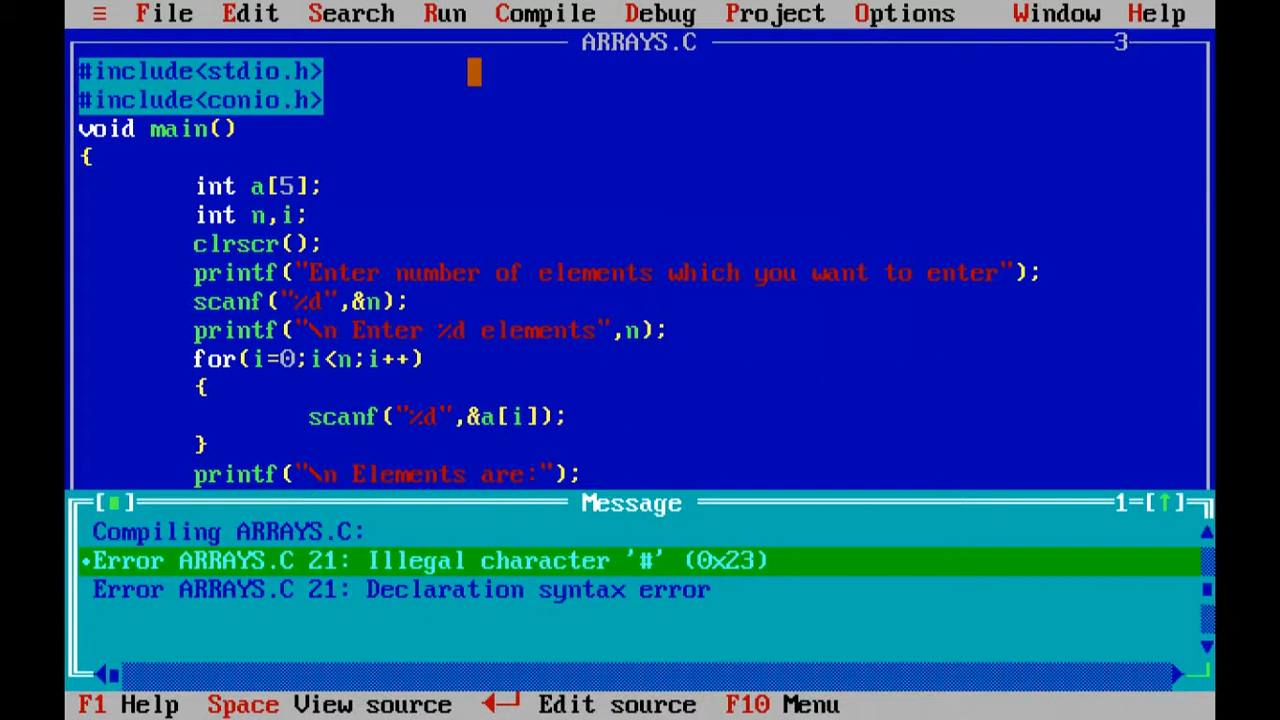 ≡ File Edit Search Run Compile Debug Project Options Window Help
ARRAYS.C 3
#include<stdio.h>
#include<conio.h>
void main()
{
int a[5];
int n,i;
clrscr();
printf("Enter number of elements which you want to enter");
scanf("%d",&n);
printf("\n Enter %d elements",n);
for(i=0;i<n;i++)
{
scanf("%d",&a[i]);
}
printf("\n Elements are:");
[■] Message 1=[↑]
Compiling ARRAYS.C:
•Error ARRAYS.C 21: Illegal character '#' (0x23)
Error ARRAYS.C 21: Declaration syntax error
F1 Help Space View source ◄─┘ Edit source F10 Menu